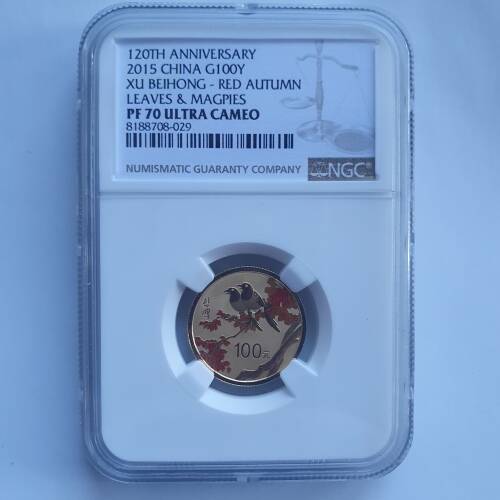 120TH ANNIVERSARY
2015 CHINA G100Y
XU BEIHONG - RED AUTUMN
LEAVES & MAGPIES
PF 70 ULTRA CAMEO
8188708-029
NUMISMATIC GUARANTY COMPANY
NGC
100元